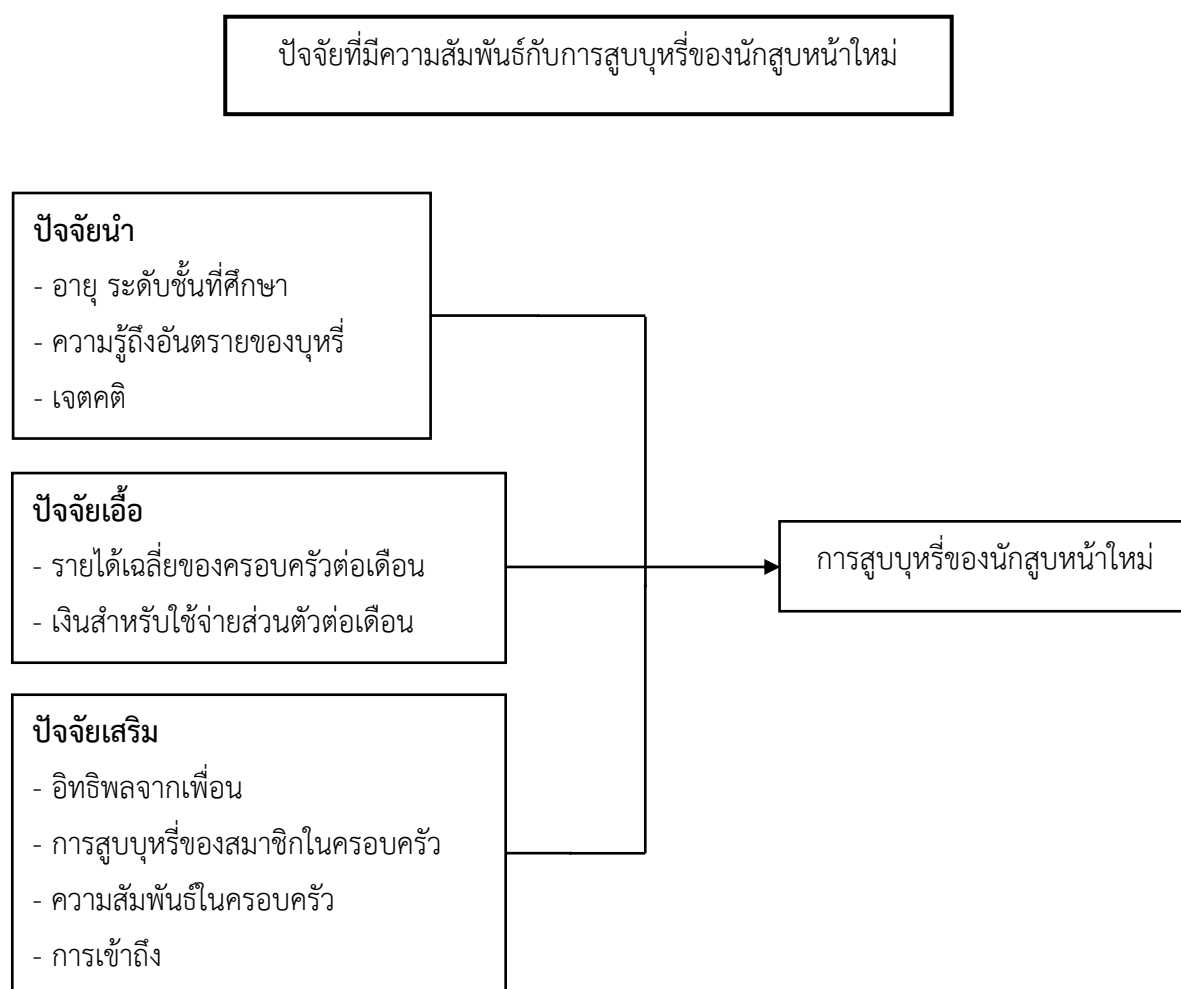 ปัจจัยที่มีความสัมพันธ์กับการสูบบุหรี่ของนักสูบหน้าใหม่
ปัจจัยนำ
- อายุ ระดับชั้นที่ศึกษา
- ความรู้ถึงอันตรายของบุหรี่
- เจตคติ
ปัจจัยเอื้อ
- รายได้เฉลี่ยของครอบครัวต่อเดือน
- เงินสำหรับใช้จ่ายส่วนตัวต่อเดือน
การสูบบุหรี่ของนักสูบหน้าใหม่
ปัจจัยเสริม
- อิทธิพลจากเพื่อน
- การสูบบุหรี่ของสมาชิกในครอบครัว
- ความสัมพันธ์ในครอบครัว
- การเข้าถึง